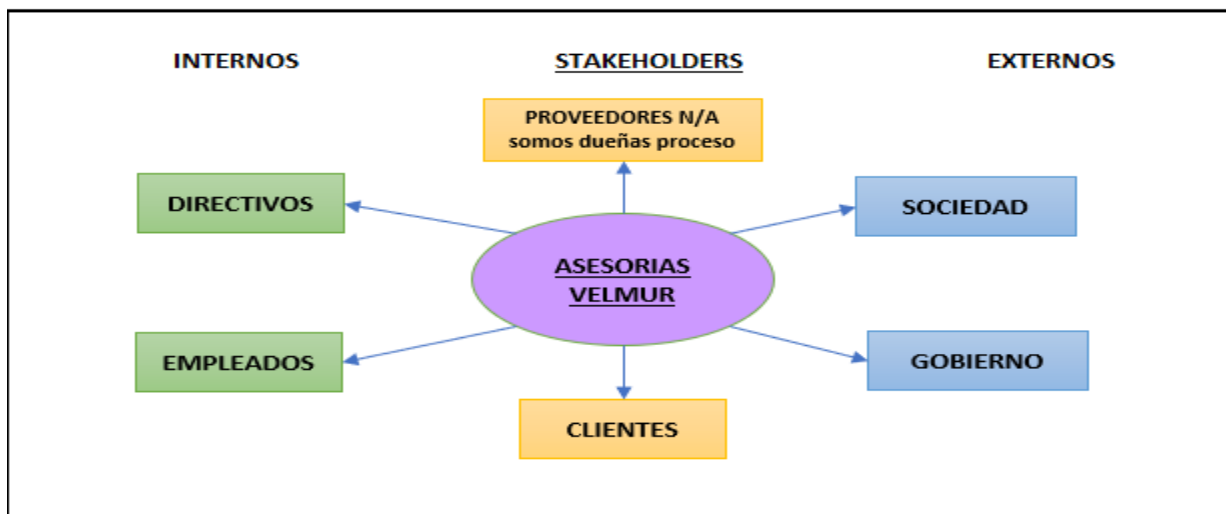 INTERNOS
STAKEHOLDERS
EXTERNOS
PROVEEDORES N/A
somos dueñas proceso
DIRECTIVOS
SOCIEDAD
ASESORIAS
VELMUR
EMPLEADOS
GOBIERNO
CLIENTES